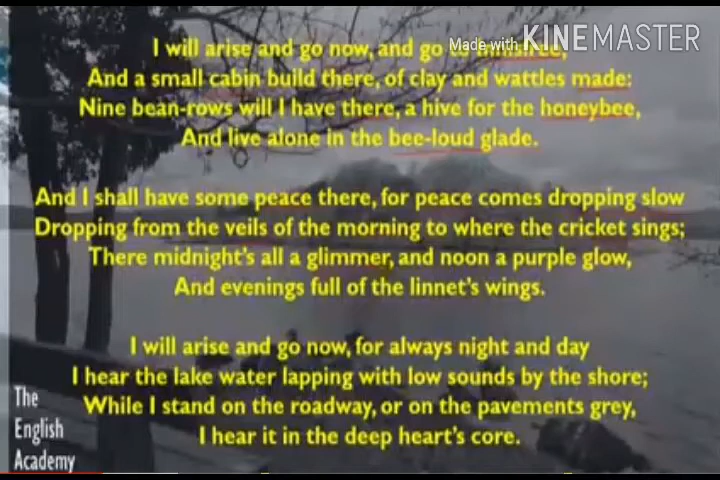 Made with KINEMASTER
I will arise and go now, and go to Innisfree,
And a small cabin build there, of clay and wattles made:
Nine bean-rows will I have there, a hive for the honeybee,
And live alone in the bee-loud glade.
And I shall have some peace there, for peace comes dropping slow
Dropping from the veils of the morning to where the cricket sings;
There midnight's all a glimmer, and noon a purple glow,
And evenings full of the linnet's wings.
I will arise and go now, for always night and day
I hear the lake water lapping with low sounds by the shore;
While I stand on the roadway, or on the pavements grey,
I hear it in the deep heart's core.
The
English
Academy